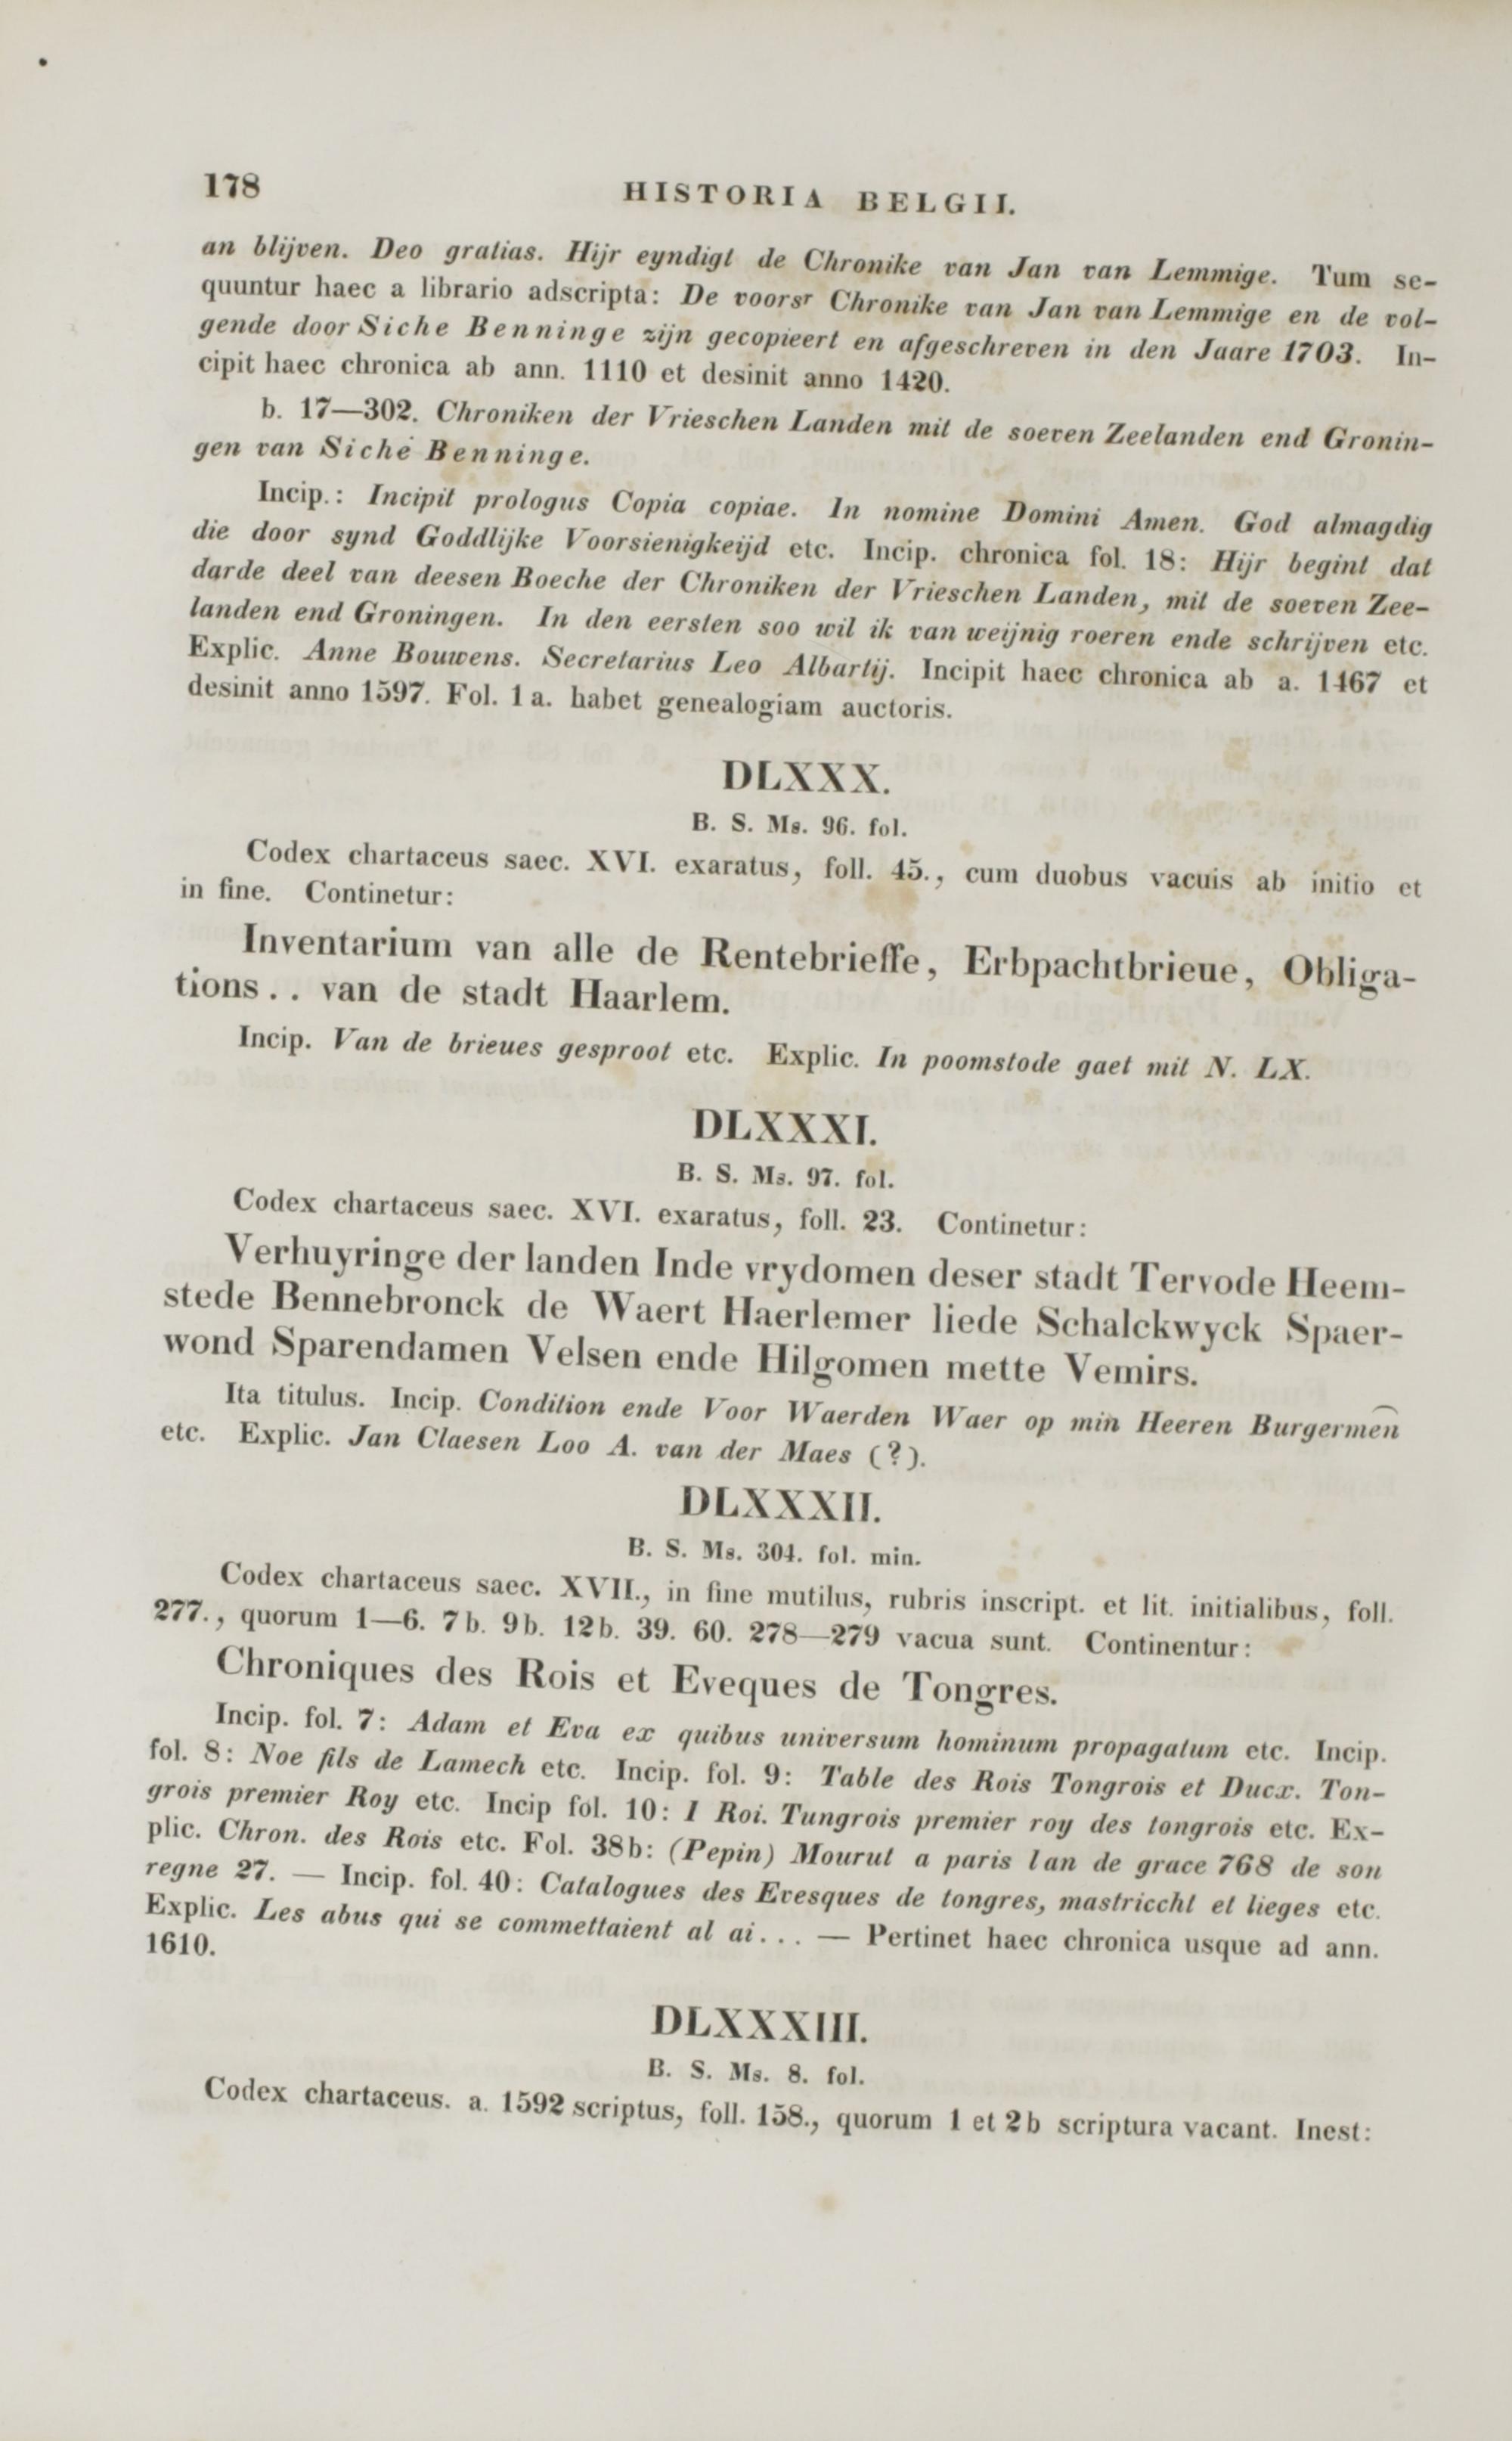 178
HISTORIA BELGII.
an blijven. Deo gratias. Hijr eyndigt de Chronike van Jan van Lemmige. Tum se-
quuntur haec a librario adscripta: De voorsr Chronike van Jan van Lemmige en de vol-
gende door Siche Benninge zijn gecopieert en afgeschreven in den Jaare 1703. In-
cipit haec chronica ab ann. 1110 et desinit anno 1420.
b. 17—302. Chroniken der Vrieschen Landen mit de soeven Zeelanden end Gronin-
gen van Siche Benninge.
Incip.: Incipit prologus Copia copiae. In nomine Domini Amen. God almagdig
die door synd Goddlijke Voorsienigkeijd etc. Incip. chronica fol. 18: Hijr begint dat
darde deel van deesen Boeche der Chroniken der Vrieschen Landen, mit de soeven Zee-
landen end Groningen. In den eersten soo wil ik van weijnig roeren ende schrijven etc.
Explic. Anne Bouwens. Secretarius Leo Albartij. Incipit haec chronica ab a. 1467 et
desinit anno 1597. Fol. 1 a. habet genealogiam auctoris.
DLXXX.
B. S. Ms. 96. fol.
Codex chartaceus saec. XVI. exaratus, foll. 45., cum duobus vacuis ab initio et
in fine. Continetur:
Inventarium van alle de Rentebrieffe, Erbpachtbrieue, Obliga-
tions .. van de stadt Haarlem.
Incip. Van de brieues gesproot etc. Explic. In poomstode gaet mit N. LX.
DLXXXI.
B. S. Ms. 97. fol.
Codex chartaceus saec. XVI. exaratus, foll. 23. Continetur:
Verhuyringe der landen Inde vrydomen deser stadt Tervode Heem-
stede Bennebronck de Waert Haerlemer liede Schalckwyck Spaer-
wond Sparendamen Velsen ende Hilgomen mette Vemirs.
Ita titulus. Incip. Condition ende Voor Waerden Waer op min Heeren Burgermen͡
etc. Explic. Jan Claesen Loo A. van der Maes (?).
DLXXXII.
B. S. Ms. 304. fol. min.
Codex chartaceus saec. XVII., in fine mutilus, rubris inscript. et lit. initialibus, foll.
277., quorum 1—6. 7 b. 9 b. 12 b. 39. 60. 278—279 vacua sunt. Continentur:
Chroniques des Rois et Eveques de Tongres.
Incip. fol. 7: Adam et Eva ex quibus universum hominum propagatum etc. Incip.
fol. 8: Noe fils de Lamech etc. Incip. fol. 9: Table des Rois Tongrois et Ducx. Ton-
grois premier Roy etc. Incip fol. 10: I Roi. Tungrois premier roy des tongrois etc. Ex-
plic. Chron. des Rois etc. Fol. 38 b: (Pepin) Mourut a paris lan de grace 768 de son
regne 27. — Incip. fol. 40: Catalogues des Evesques de tongres, mastriccht et lieges etc.
Explic. Les abus qui se commettaient al ai... — Pertinet haec chronica usque ad ann.
1610.
DLXXXIII.
B. S. Ms. 8. fol.
Codex chartaceus. a. 1592 scriptus, foll. 158., quorum 1 et 2 b scriptura vacant. Inest: